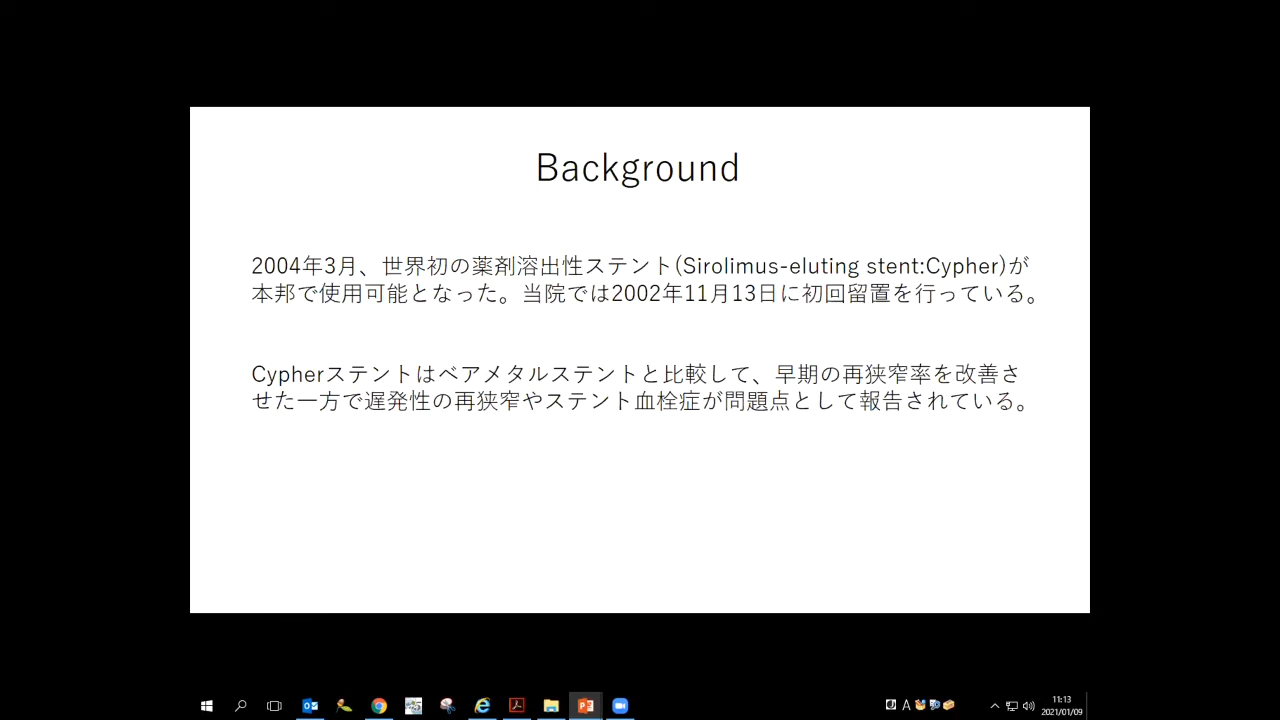 Background
2004年3月、世界初の薬剤溶出性ステント(Sirolimus-eluting stent:Cypher)が
本邦で使用可能となった。当院では2002年11月13日に初回留置を行っている。
Cypherステントはベアメタルステントと比較して、早期の再狭窄率を改善さ
せた一方で遅発性の再狭窄やステント血栓症が問題点として報告されている。
A
11:13
2021/01/09